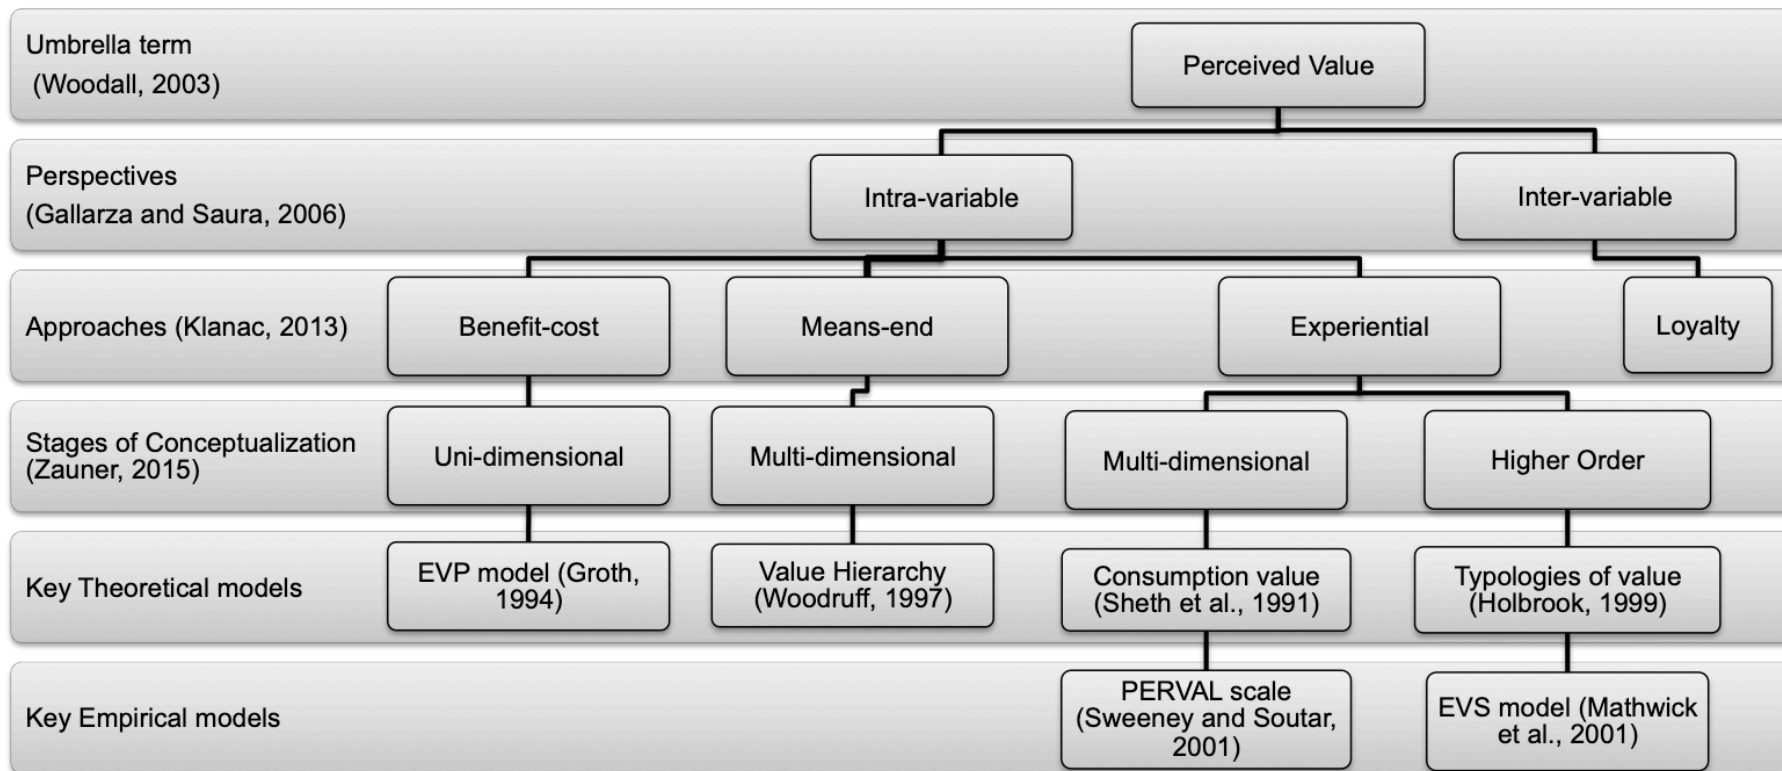 Umbrella term
(Woodall, 2003)
Perceived Value
Perspectives
(Gallarza and Saura, 2006)
Intra-variable
Inter-variable
Approaches (Klanac, 2013)
Benefit-cost
Means-end
Experiential
Loyalty
Stages of Conceptualization
(Zauner, 2015)
Uni-dimensional
Multi-dimensional
Multi-dimensional
Higher Order
Key Theoretical models
EVP model (Groth,
1994)
Value Hierarchy
(Woodruff, 1997)
Consumption value
(Sheth et al., 1991)
Typologies of value
(Holbrook, 1999)
Key Empirical models
PERVAL scale
(Sweeney and Soutar,
2001)
EVS model (Mathwick
et al., 2001)